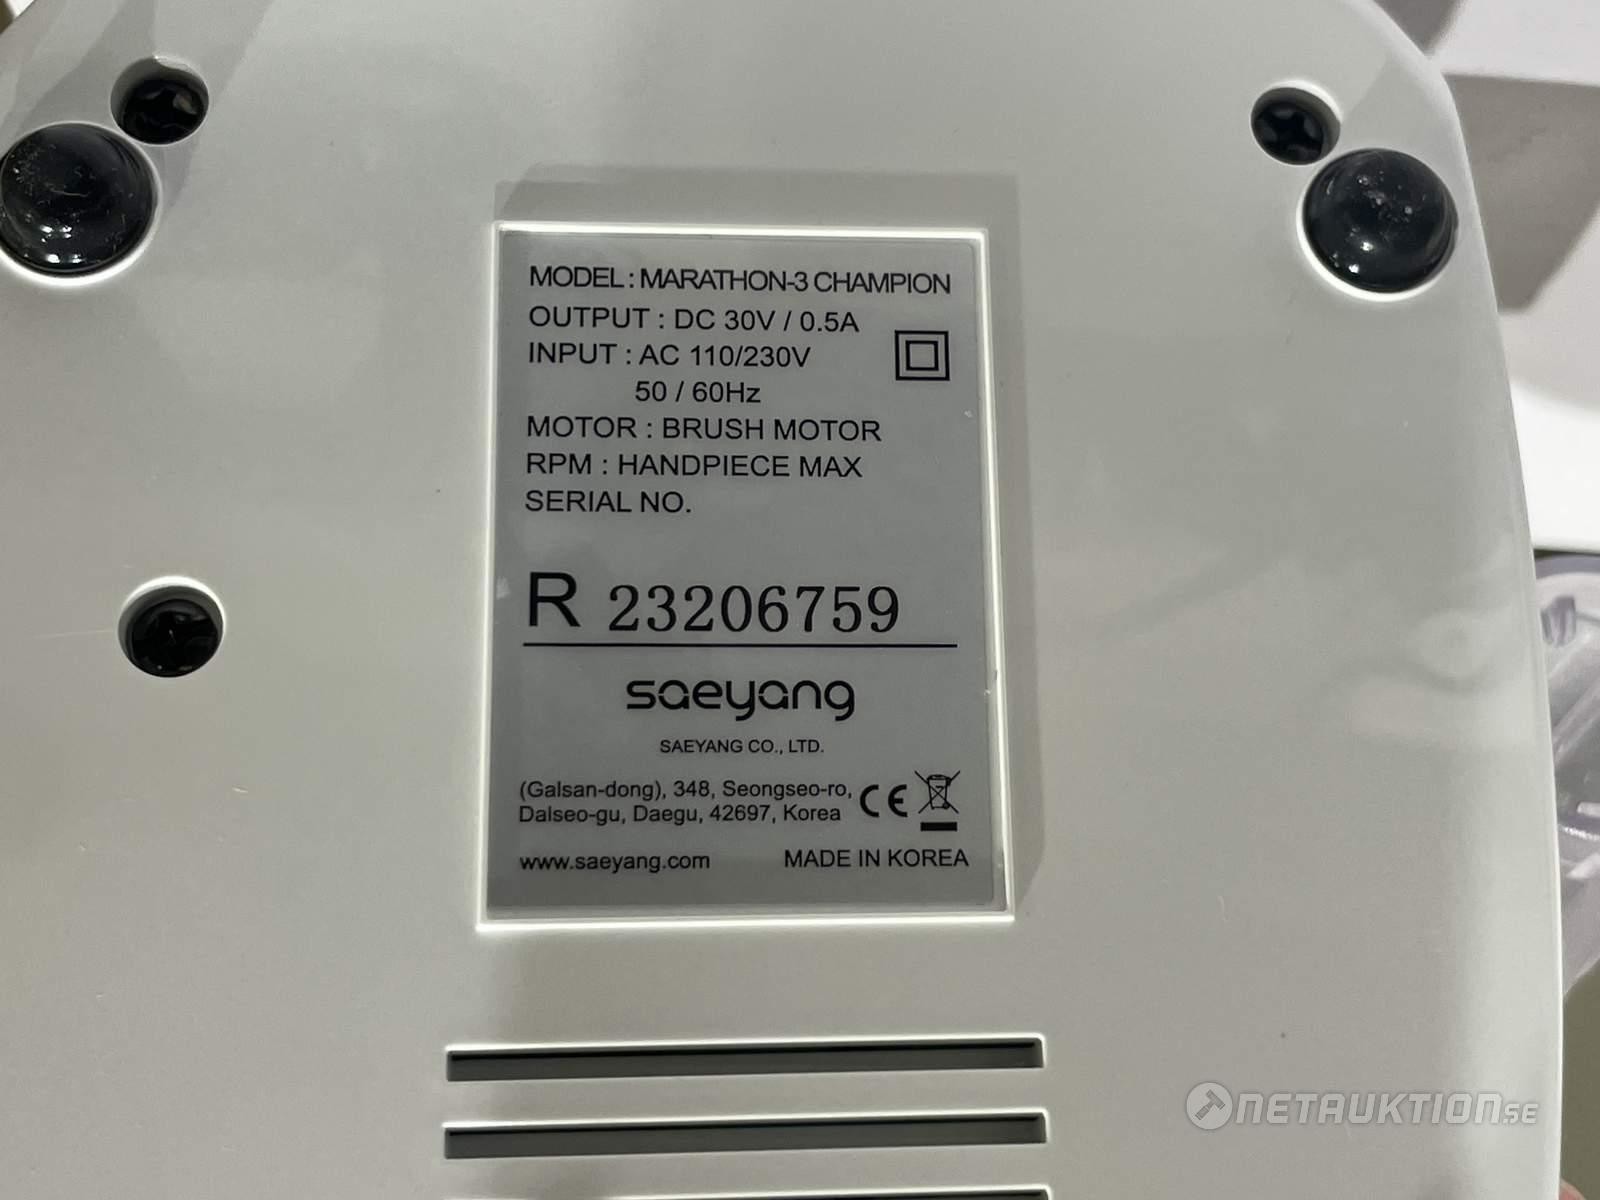 MODEL : MARATHON-3 CHAMPION
OUTPUT : DC 30V / 0.5A
INPUT : AC 110/230V
50 / 60Hz
MOTOR : BRUSH MOTOR
RPM : HANDPIECE MAX
SERIAL NO.
R 23206759
saeyang
SAEYANG CO., LTD.
(Galsan-dong), 348, Seongseo-ro,
Dalseo-gu, Daegu, 42697, Korea
CE
www.saeyang.com MADE IN KOREA
NETAUKTION.SE